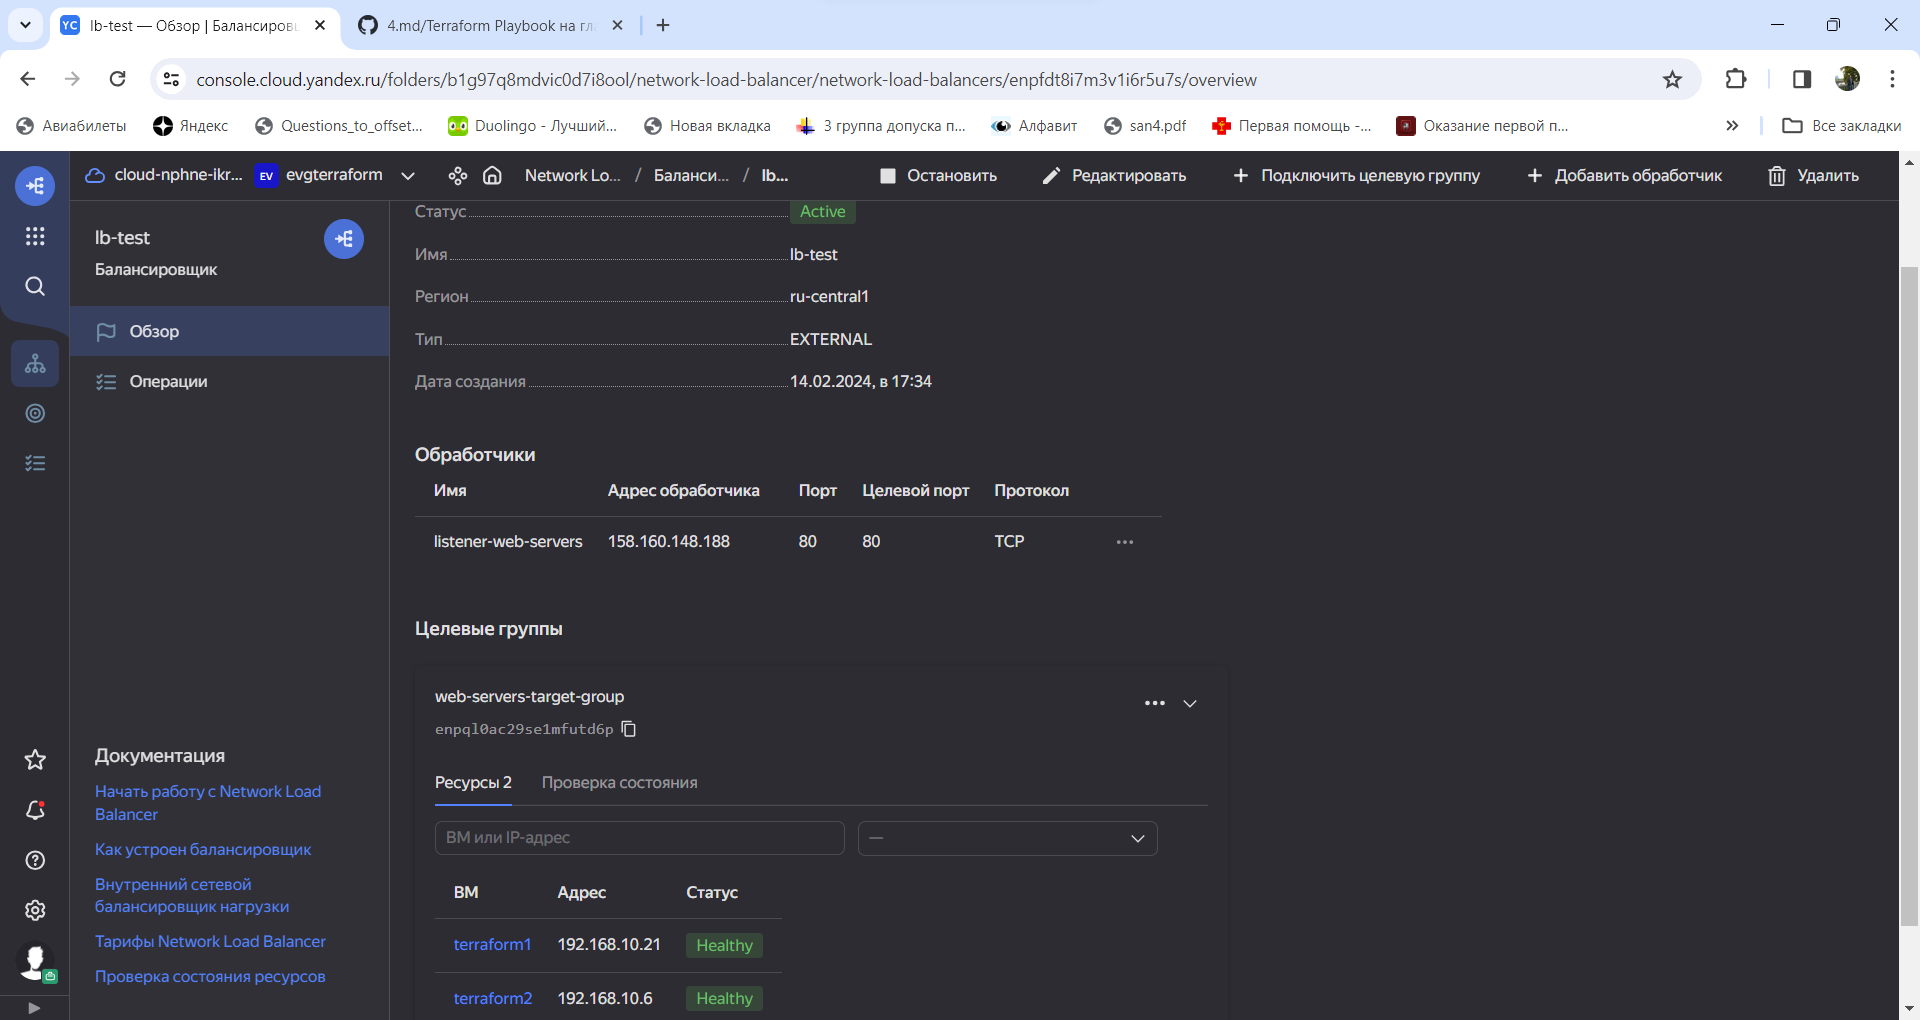 lb-test — Обзор | Балансировщ
4.md/Terraform Playbook на гл
console.cloud.yandex.ru/folders/b1g97q8mdvic0d7i8ool/network-load-balancer/network-load-balancers/enpfdt8i7m3v1i6r5u7s/overview
Авиабилеты
Яндекс
Questions_to_offset...
Duolingo - Лучший...
Новая вкладка
3 группа допуска п...
Алфавит
san4.pdf
Первая помощь -...
Оказание первой п...
Все закладки
cloud-nphne-ikr...
EV evgterraform
Network Lo... / Баланси... / lb...
Остановить
Редактировать
Подключить целевую группу
Добавить обработчик
Удалить
lb-test
Балансировщик
Обзор
Операции
Документация
Начать работу с Network Load
Balancer
Как устроен балансировщик
Внутренний сетевой
балансировщик нагрузки
Тарифы Network Load Balancer
Проверка состояния ресурсов
Статус Active
Имя lb-test
Регион ru-central1
Тип EXTERNAL
Дата создания 14.02.2024, в 17:34
Обработчики
Имя Адрес обработчика Порт Целевой порт Протокол
listener-web-servers 158.160.148.188 80 80 TCP
Целевые группы
web-servers-target-group
enpql0ac29se1mfutd6p
Ресурсы 2 Проверка состояния
ВМ или IP-адрес
—
ВМ Адрес Статус
terraform1 192.168.10.21 Healthy
terraform2 192.168.10.6 Healthy